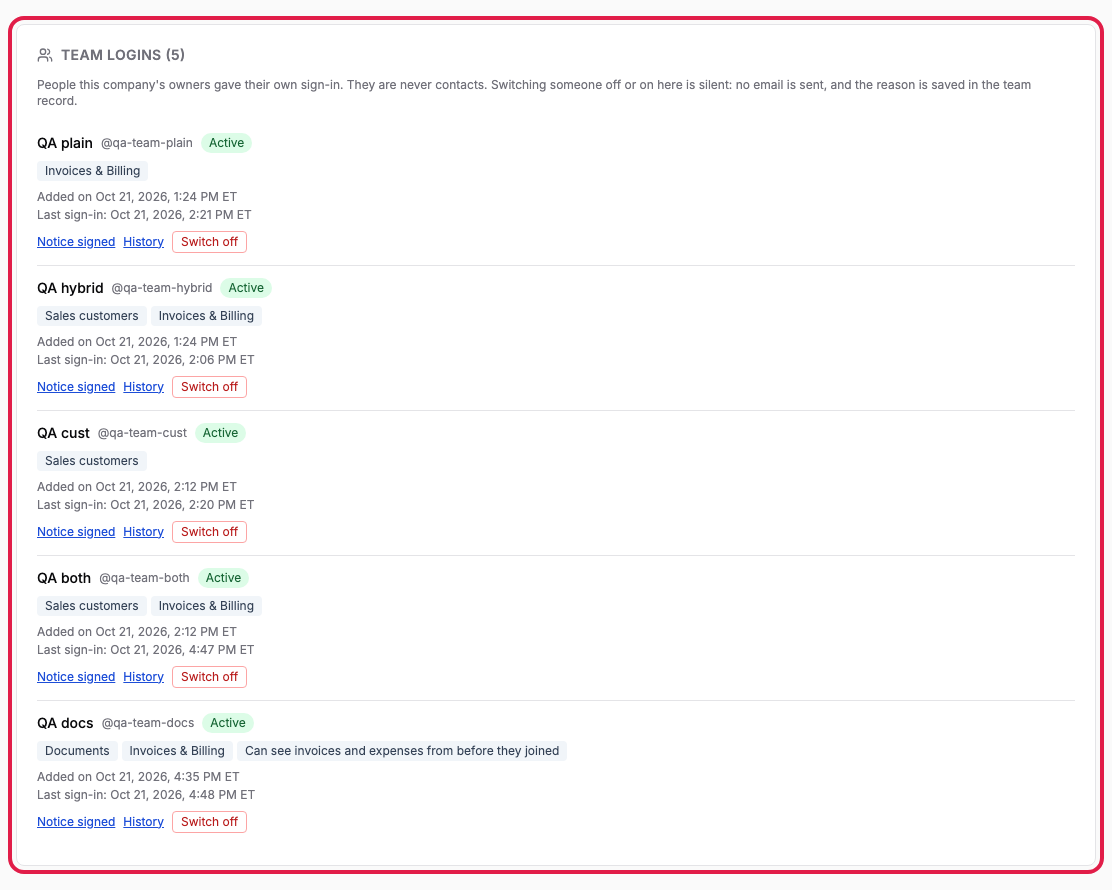 TEAM LOGINS (5)
People this company's owners gave their own sign-in. They are never contacts. Switching someone off or on here is silent: no email is sent, and the reason is saved in the team
record.
QA plain @qa-team-plain Active
Invoices & Billing
Added on Oct 21, 2026, 1:24 PM ET
Last sign-in: Oct 21, 2026, 2:21 PM ET
Notice signed History Switch off
QA hybrid @qa-team-hybrid Active
Sales customers Invoices & Billing
Added on Oct 21, 2026, 1:24 PM ET
Last sign-in: Oct 21, 2026, 2:06 PM ET
Notice signed History Switch off
QA cust @qa-team-cust Active
Sales customers
Added on Oct 21, 2026, 2:12 PM ET
Last sign-in: Oct 21, 2026, 2:20 PM ET
Notice signed History Switch off
QA both @qa-team-both Active
Sales customers Invoices & Billing
Added on Oct 21, 2026, 2:12 PM ET
Last sign-in: Oct 21, 2026, 4:47 PM ET
Notice signed History Switch off
QA docs @qa-team-docs Active
Documents Invoices & Billing Can see invoices and expenses from before they joined
Added on Oct 21, 2026, 4:35 PM ET
Last sign-in: Oct 21, 2026, 4:48 PM ET
Notice signed History Switch off